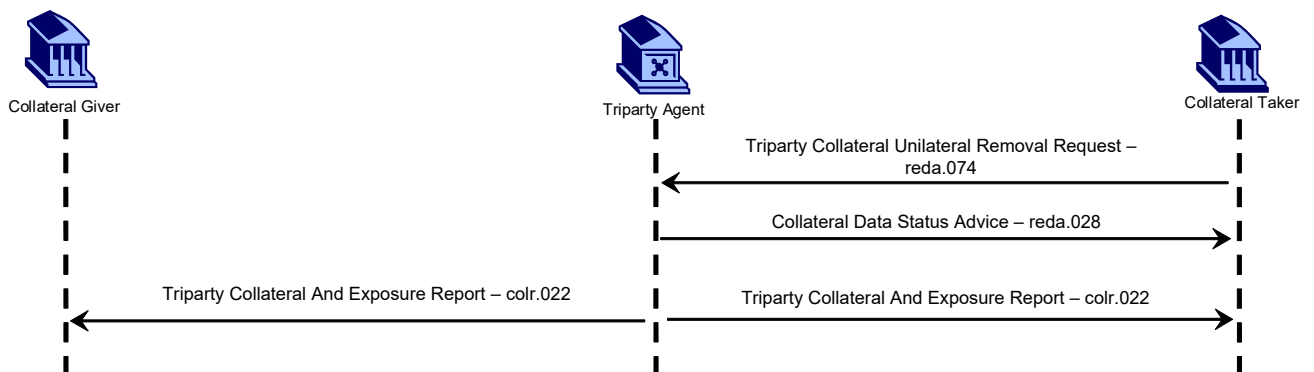 Collateral Giver
Triparty Agent
Collateral Taker
Triparty Collateral Unilateral Removal Request –
reda.074
Collateral Data Status Advice – reda.028
Triparty Collateral And Exposure Report – colr.022
Triparty Collateral And Exposure Report – colr.022